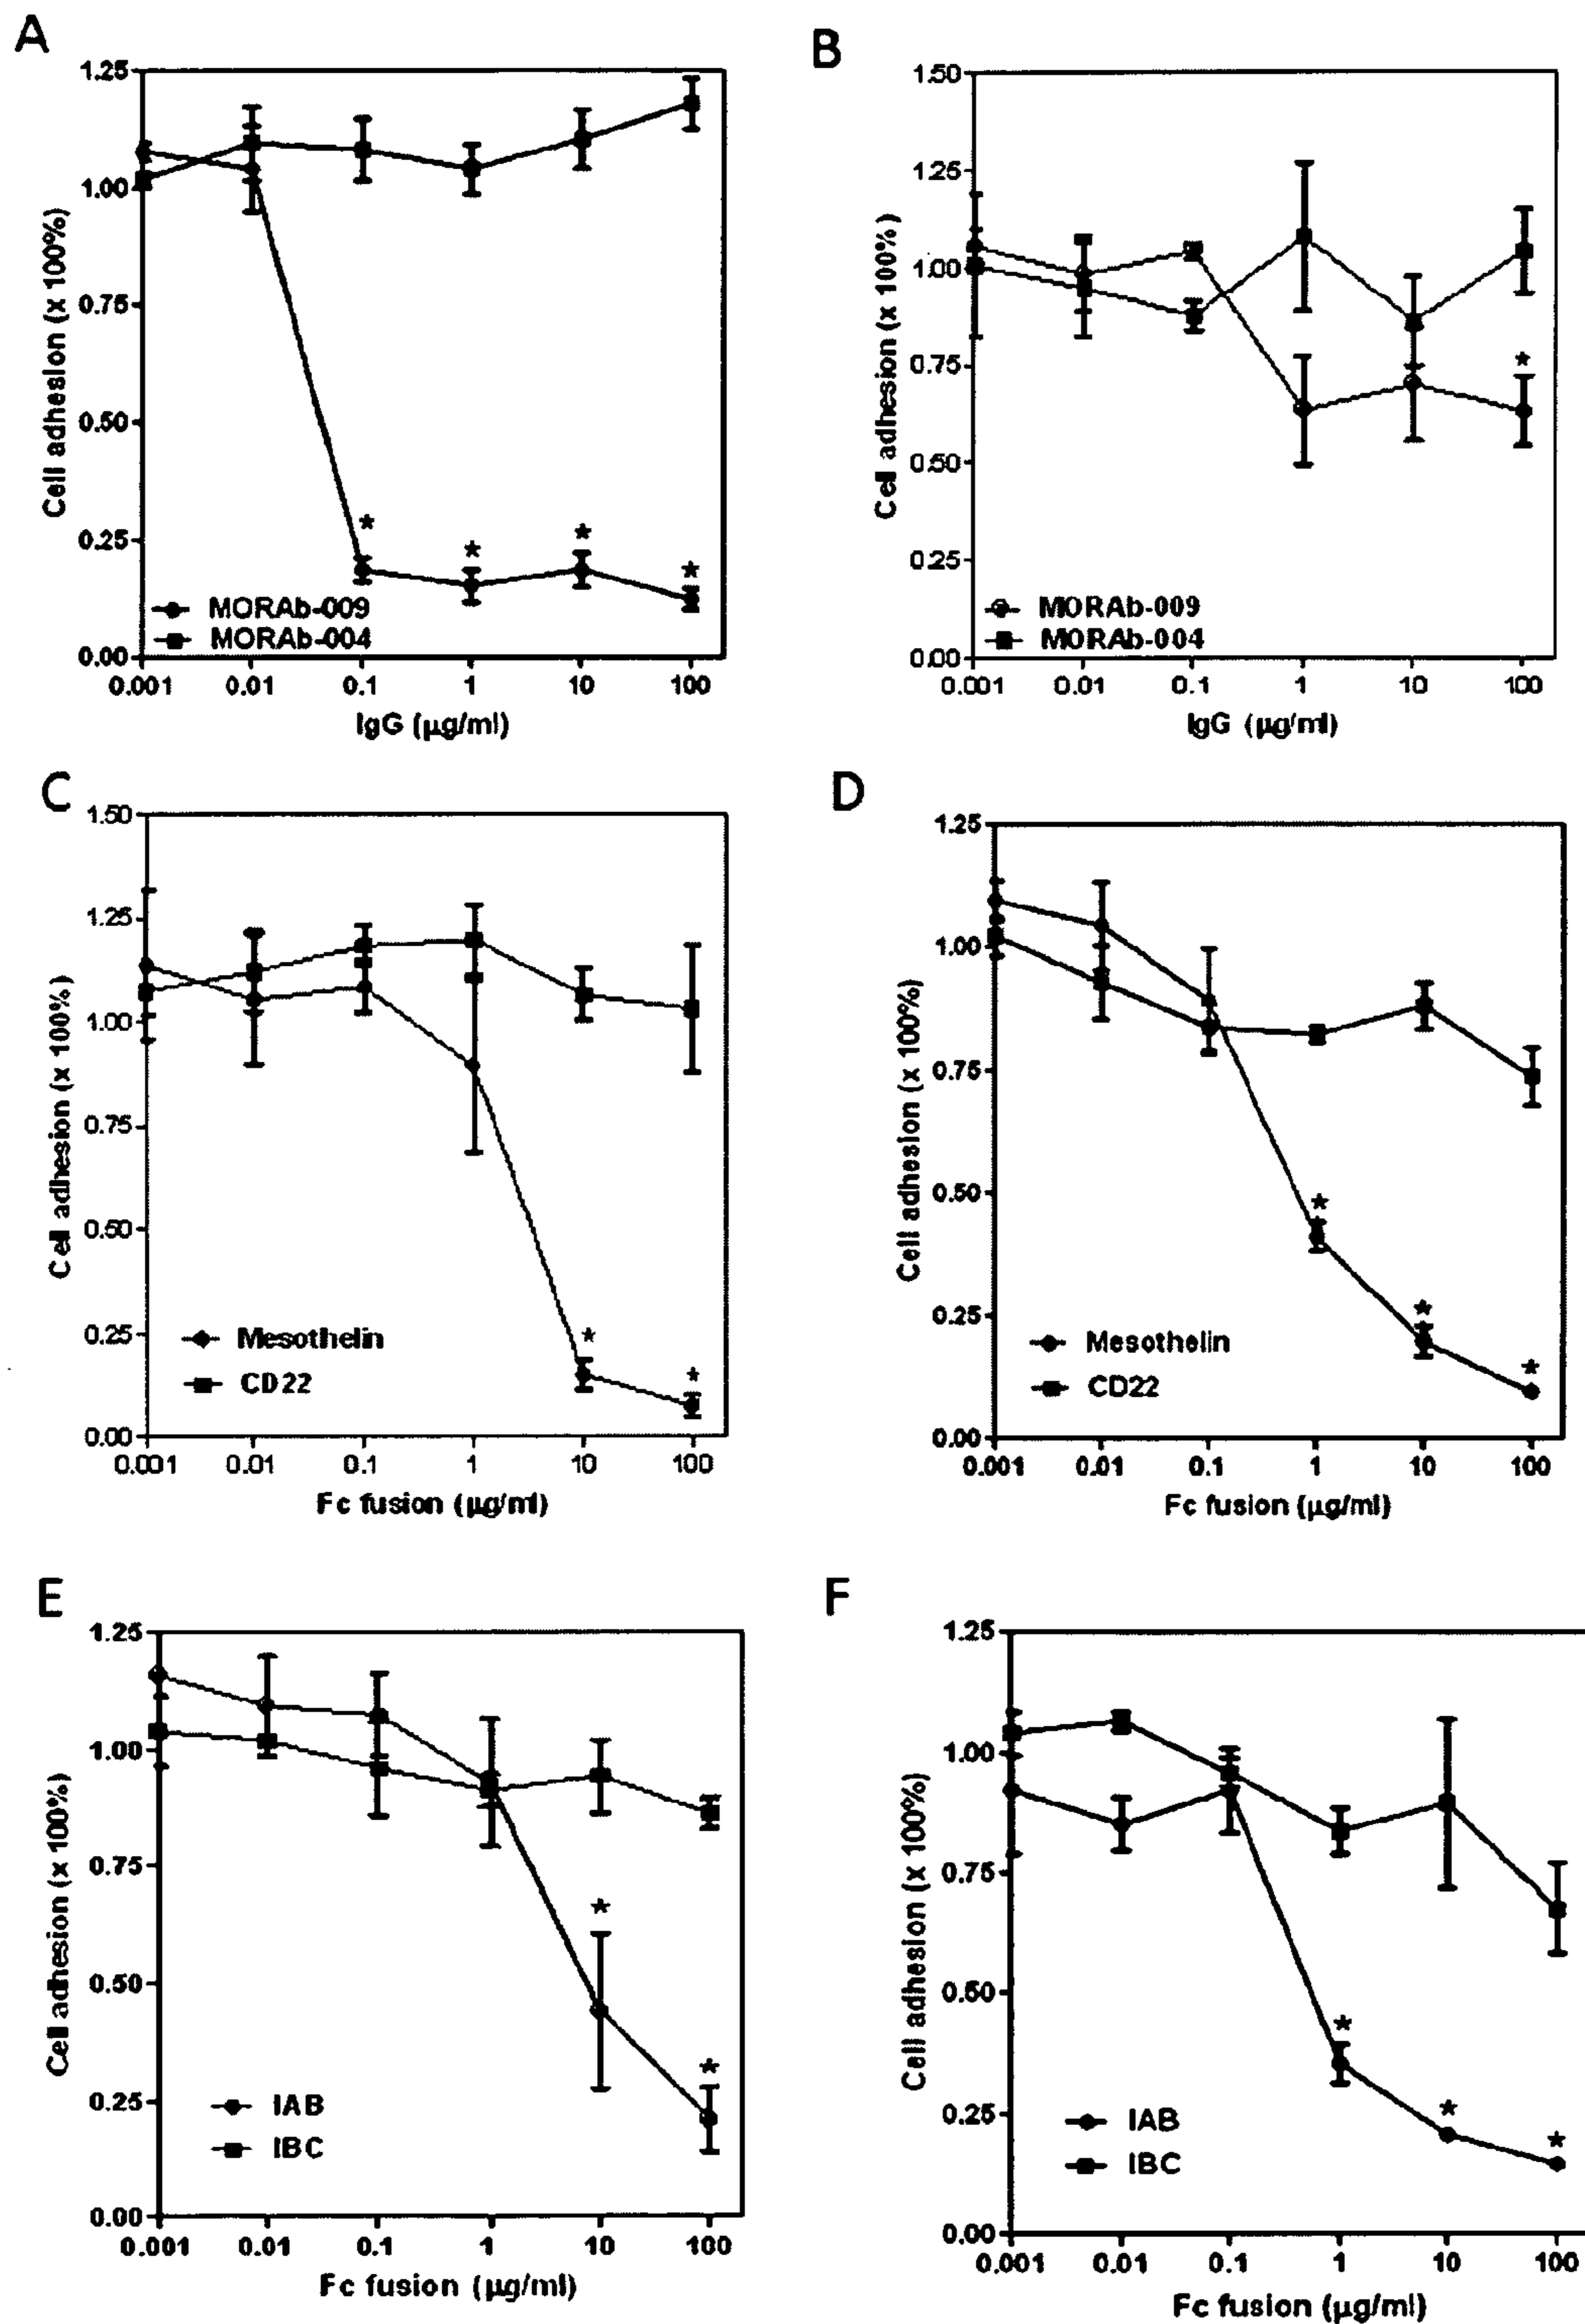 A
1.25
1.00
0.75
0.50
0.25
0.00
Cell adhesion (x 100%)
*
*
*
*
MORAb-009
MORAb-004
0.001 0.01 0.1 1 10 100
IgG (µg/ml)
B
1.50
1.25
1.00
0.75
0.50
0.25
0.00
Cell adhesion (x 100%)
*
MORAb-009
MORAb-004
0.001 0.01 0.1 1 10 100
IgG (µg/ml)
C
1.50
1.25
1.00
0.75
0.50
0.25
0.00
Cell adhesion (x 100%)
*
*
Mesothelin
CD22
0.001 0.01 0.1 1 10 100
Fc fusion (µg/ml)
D
1.25
1.00
0.75
0.50
0.25
0.00
Cell adhesion (x 100%)
*
*
*
Mesothelin
CD22
0.001 0.01 0.1 1 10 100
Fc fusion (µg/ml)
E
1.25
1.00
0.75
0.50
0.25
0.00
Cell adhesion (x 100%)
*
*
IAB
IBC
0.001 0.01 0.1 1 10 100
Fc fusion (µg/ml)
F
1.25
1.00
0.75
0.50
0.25
0.00
Cell adhesion (x 100%)
*
*
*
IAB
IBC
0.001 0.01 0.1 1 10 100
Fc fusion (µg/ml)